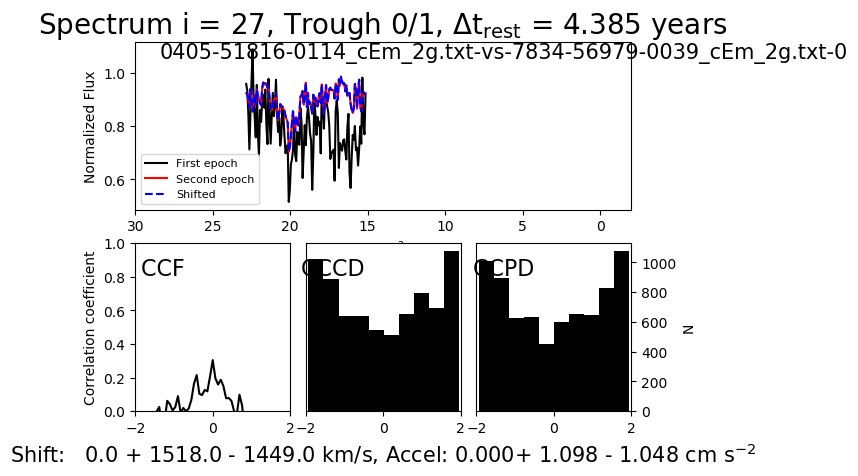 Spectrum i = 27, Trough 0/1, Δt_rest = 4.385 years
0405-51816-0114_cEm_2g.txt-vs-7834-56979-0039_cEm_2g.txt-0
Normalized Flux
1.0
0.8
0.6
First epoch
Second epoch
Shifted
30 25 20 15 10 5 0
Correlation coefficient
1.0
0.8
0.6
0.4
0.2
0.0
CCF
CCCD
CCPD
1000
800
600
400
200
0
N
−2 0 2
−2 0 2
−2 0 2
Shift: 0.0 + 1518.0 - 1449.0 km/s, Accel: 0.000+ 1.098 - 1.048 cm s⁻²